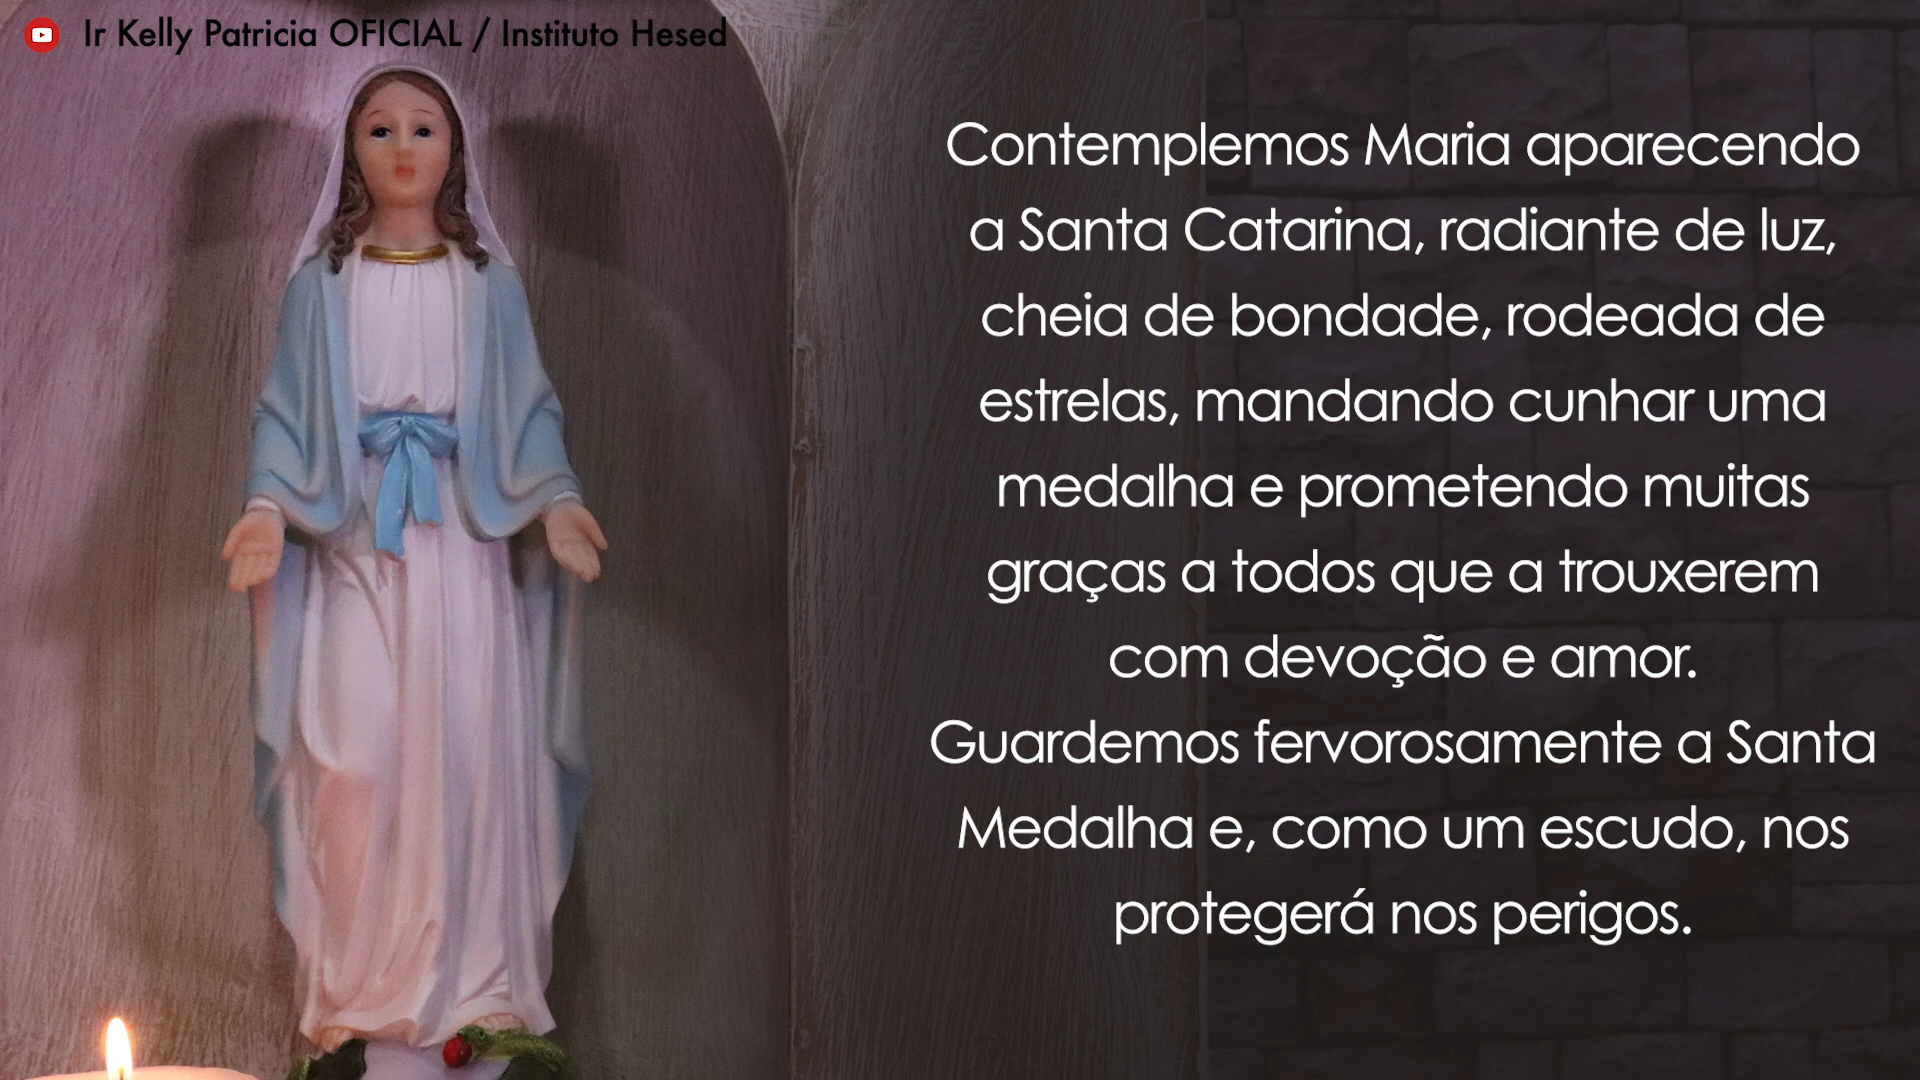 Ir Kelly Patricia OFICIAL / Instituto Hesed
Contemplemos Maria aparecendo
a Santa Catarina, radiante de luz,
cheia de bondade, rodeada de
estrelas, mandando cunhar uma
medalha e prometendo muitas
graças a todos que a trouxerem
com devoção e amor.
Guardemos fervorosamente a Santa
Medalha e, como um escudo, nos
protegerá nos perigos.